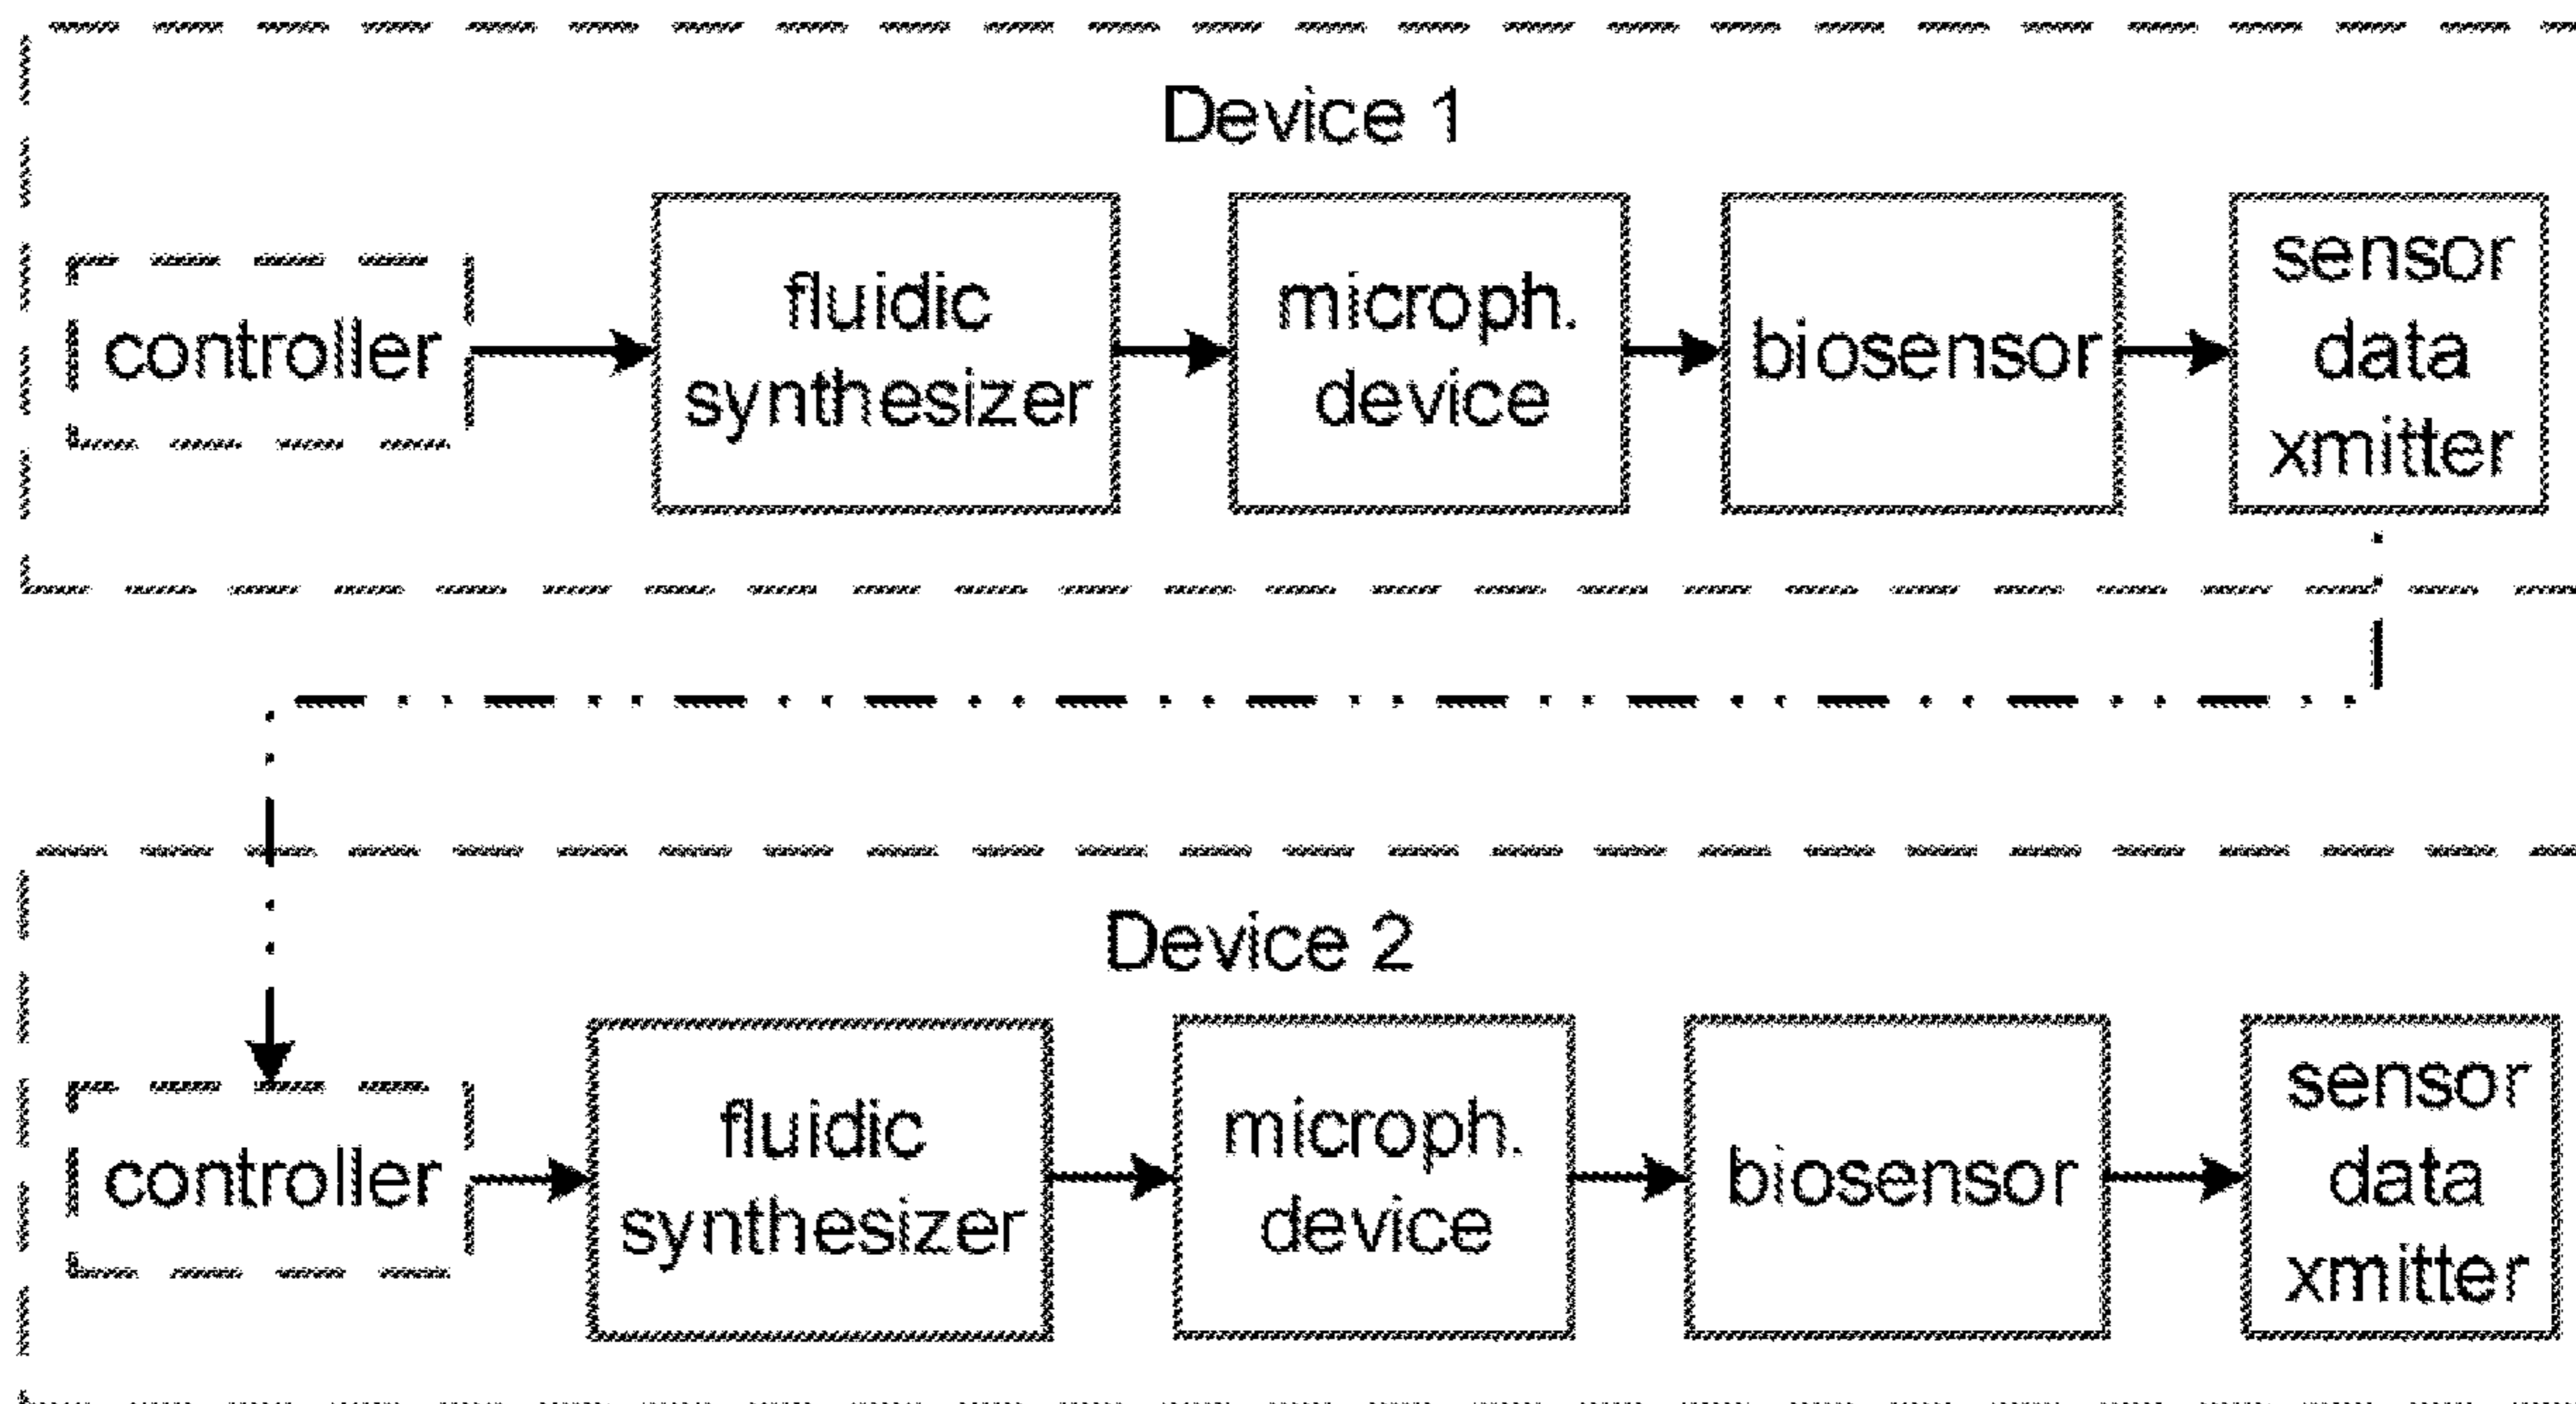 Device 1
controller
fluidic
synthesizer
microph.
device
biosensor
sensor
data
xmitter
Device 2
controller
fluidic
synthesizer
microph.
device
biosensor
sensor
data
xmitter